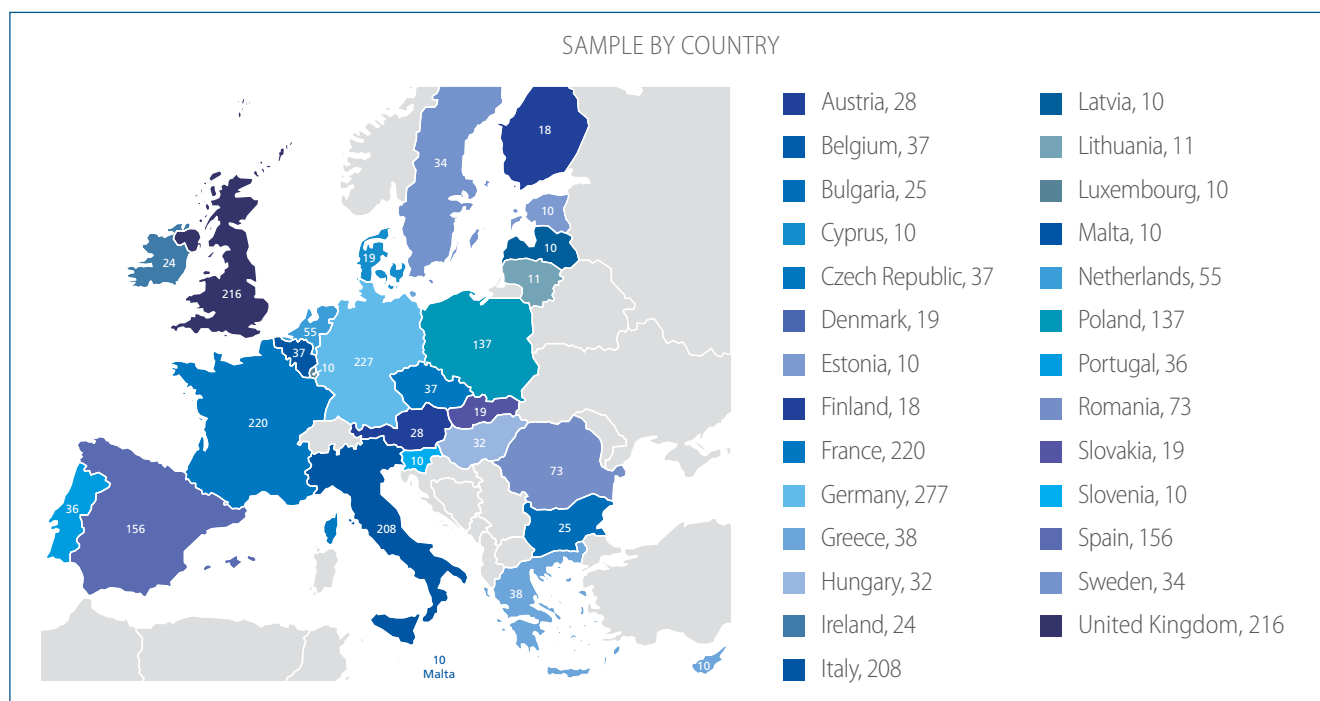 SAMPLE BY COUNTRY
18
34
10
10
11
19
24
216
55
37
10
227
137
37
19
28
32
10
220
73
25
36
156
208
38
10
10
Malta
Austria, 28
Belgium, 37
Bulgaria, 25
Cyprus, 10
Czech Republic, 37
Denmark, 19
Estonia, 10
Finland, 18
France, 220
Germany, 277
Greece, 38
Hungary, 32
Ireland, 24
Italy, 208
Latvia, 10
Lithuania, 11
Luxembourg, 10
Malta, 10
Netherlands, 55
Poland, 137
Portugal, 36
Romania, 73
Slovakia, 19
Slovenia, 10
Spain, 156
Sweden, 34
United Kingdom, 216